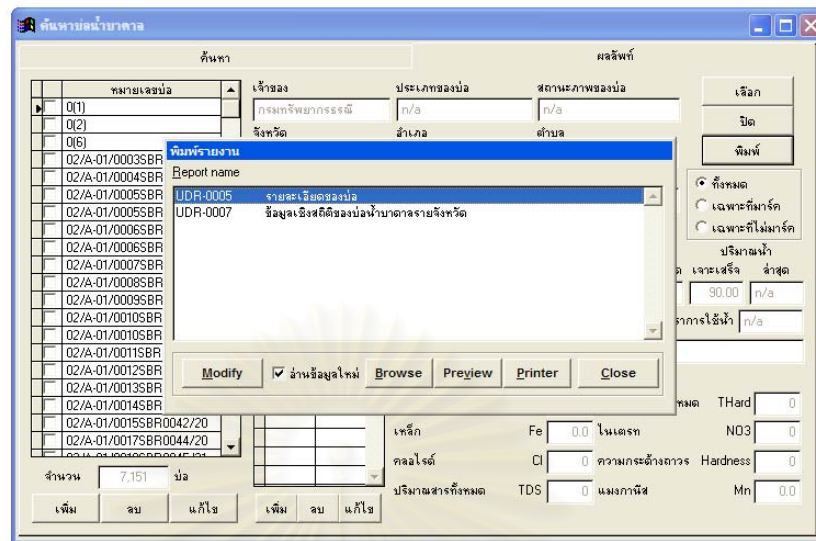 ค้นหาบ่อน้ำบาดาล
ค้นหา
ผลลัพท์
หมายเลขบ่อ
0(1)
0(2)
0(6)
02/A-01/0003SBR
02/A-01/0004SBR
02/A-01/0005SBR
02/A-01/0005SBR
02/A-01/0006SBR
02/A-01/0006SBR
02/A-01/0007SBR
02/A-01/0008SBR
02/A-01/0009SBR
02/A-01/0010SBR
02/A-01/0010SBR
02/A-01/0011SBR
02/A-01/0012SBR
02/A-01/0013SBR
02/A-01/0014SBR
02/A-01/0015SBR0042/20
02/A-01/0017SBR0044/20
จำนวน 7,151 บ่อ
เพิ่ม ลบ แก้ไข
เจ้าของ ประเภทของบ่อ สถานะภาพของบ่อ
กรมทรัพยากรธรณี n/a n/a
จังหวัด อำเภอ ตำบล
เลือก
ปิด
พิมพ์
ทั้งหมด
เฉพาะที่มาร์ค
เฉพาะที่ไม่มาร์ค
ปริมาณน้ำ
เจาะเสร็จ ล่าสุด
90.00 n/a
ราการใช้น้ำ n/a
พิมพ์รายงาน
Report name
UDR-0005 รายละเอียดของบ่อ
UDR-0007 ข้อมูลเชิงสถิติของบ่อน้ำบาดาลรายจังหวัด
Modify อ่านข้อมูลใหม่ Browse Preview Printer Close
หมด THard 0
เหล็ก Fe 0.0 ไนเตรท NO3 0
คลอไรด์ Cl 0 ความกระด้างถาวร Hardness 0
ปริมาณสารทั้งหมด TDS 0 แมงกานีส Mn 0.0
เพิ่ม ลบ แก้ไข